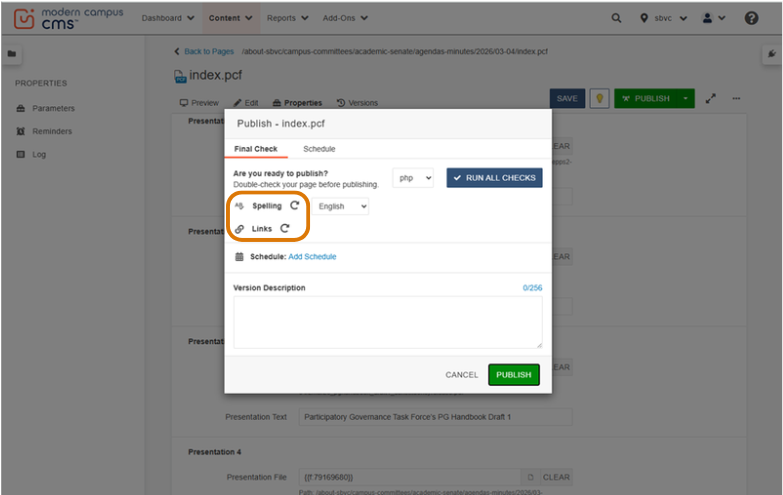 modern campus
CMS™
Dashboard
Content
Reports
Add-Ons
sbvc
Back to Pages /about-sbvc/campus-committees/academic-senate/agendas-minutes/2026/03-04/index.pcf
index.pcf
PROPERTIES
Parameters
Reminders
Log
Preview
Edit
Properties
Versions
SAVE
PUBLISH
Publish - index.pcf
Final Check
Schedule
Are you ready to publish?
Double-check your page before publishing.
php
RUN ALL CHECKS
Spelling
English
Links
Schedule: Add Schedule
Version Description
0/256
CANCEL
PUBLISH
Presentat
EAR
Presentat
EAR
Presentat
EAR
Presentation Text
Participatory Governance Task Force's PG Handbook Draft 1
Presentation 4
Presentation File
{{f:79169680}}
CLEAR
Path: /about-sbvc/campus-committees/academic-senate/agendas-minutes/2026/03-